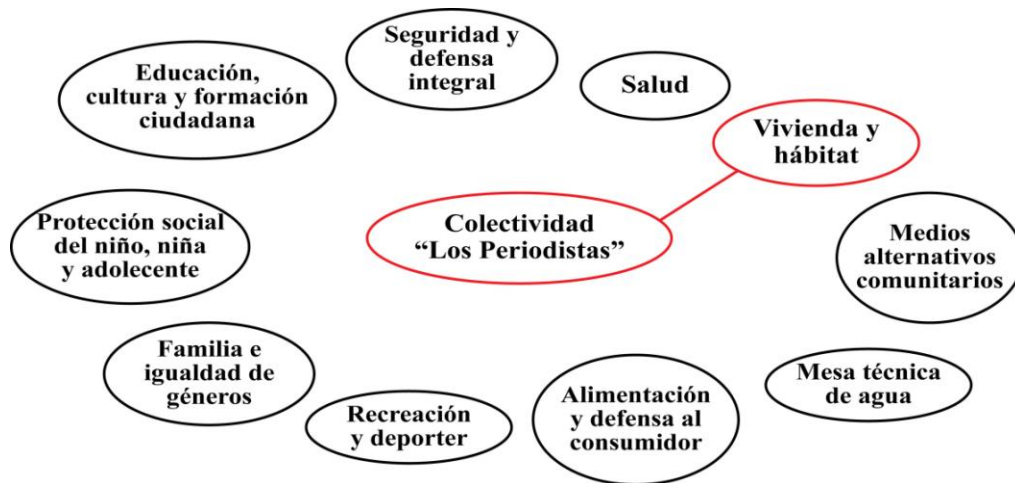 Seguridad y
defensa
integral
Educación,
cultura y formación
ciudadana
Salud
Vivienda y
hábitat
Protección social
del niño, niña
y adolecente
Colectividad
“Los Periodistas”
Medios
alternativos
comunitarios
Familia e
igualdad de
géneros
Recreación
y deporter
Alimentación
y defensa al
consumidor
Mesa técnica
de agua